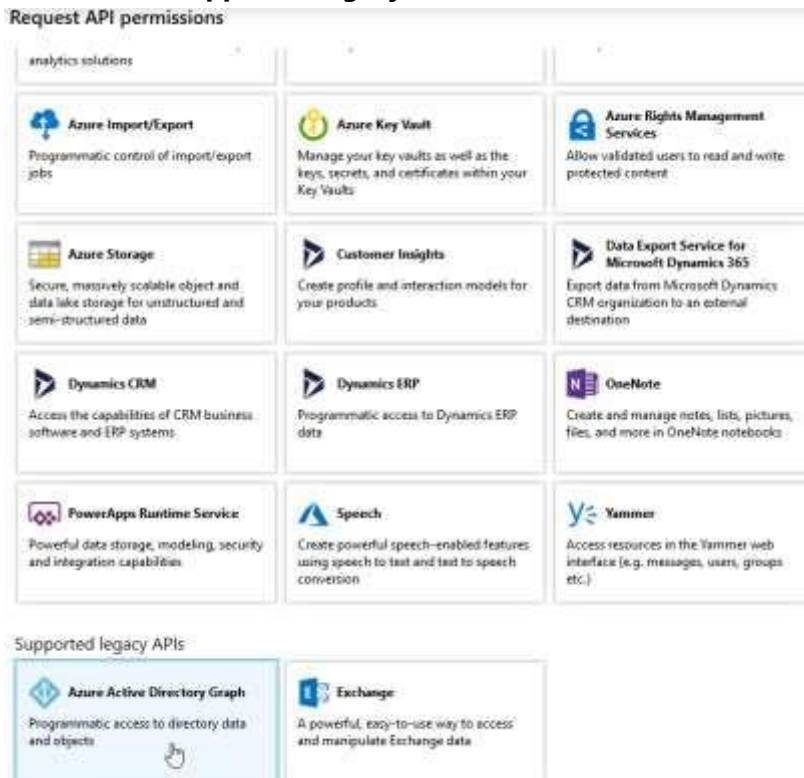 Request API permissions
analytics solutions
Azure Import/Export
Programmatic control of import/export
jobs
Azure Key Vault
Manage your key vaults as well as the
keys, secrets, and certificates within your
Key Vaults
Azure Rights Management
Services
Allow validated users to read and write
protected content
Azure Storage
Secure, massively scalable object and
data lake storage for unstructured and
semi-structured data
Customer Insights
Create profile and interaction models for
your products
Data Export Service for
Microsoft Dynamics 365
Export data from Microsoft Dynamics
CRM organization to an external
destination
Dynamics CRM
Access the capabilities of CRM business
software and ERP systems
Dynamics ERP
Programmatic access to Dynamics ERP
data
OneNote
Create and manage notes, lists, pictures,
files, and more in OneNote notebooks
PowerApps Runtime Service
Powerful data storage, modeling, security
and integration capabilities
Speech
Create powerful speech-enabled features
using speech to text and text to speech
conversion
Yammer
Access resources in the Yammer web
interface (e.g. messages, users, groups
etc.)
Supported legacy APIs
Azure Active Directory Graph
Programmatic access to directory data
and objects
Exchange
A powerful, easy-to-use way to access
and manipulate Exchange data